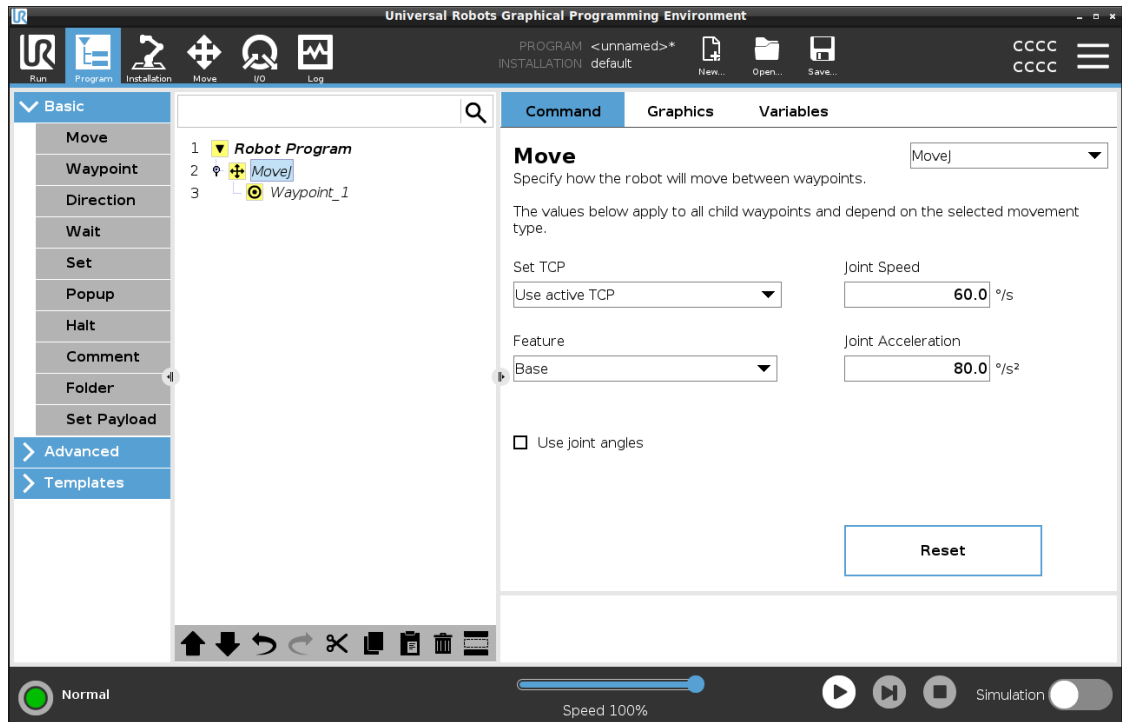 UR
Universal Robots Graphical Programming Environment
UR
Run
Program
Installation
Move
I/O
Log
PROGRAM <unnamed>*
INSTALLATION default
New...
Open...
Save...
CCCC
CCCC
Basic
Move
Waypoint
Direction
Wait
Set
Popup
Halt
Comment
Folder
Set Payload
Advanced
Templates
1 Robot Program
2 MoveJ
3 Waypoint_1
Command
Graphics
Variables
Move
MoveJ
Specify how the robot will move between waypoints.
The values below apply to all child waypoints and depend on the selected movement
type.
Set TCP
Joint Speed
Use active TCP
60.0 °/s
Feature
Joint Acceleration
Base
80.0 °/s²
Use joint angles
Reset
Normal
Speed 100%
Simulation